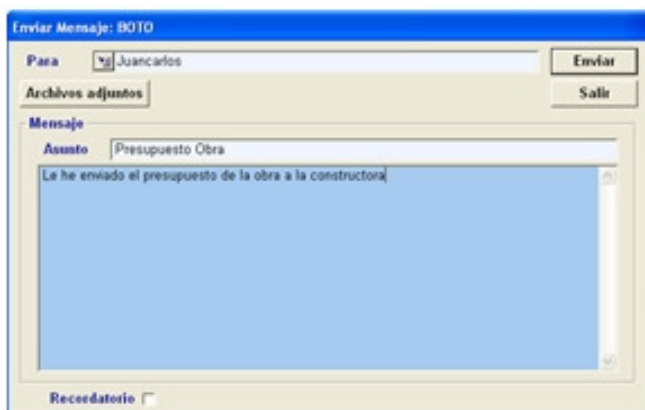 Enviar Mensaje: BOTO
Para Juancarlos Enviar
Archivos adjuntos Salir
Mensaje
Asunto Presupuesto Obra
Le he enviado el presupuesto de la obra a la constructora
Recordatorio